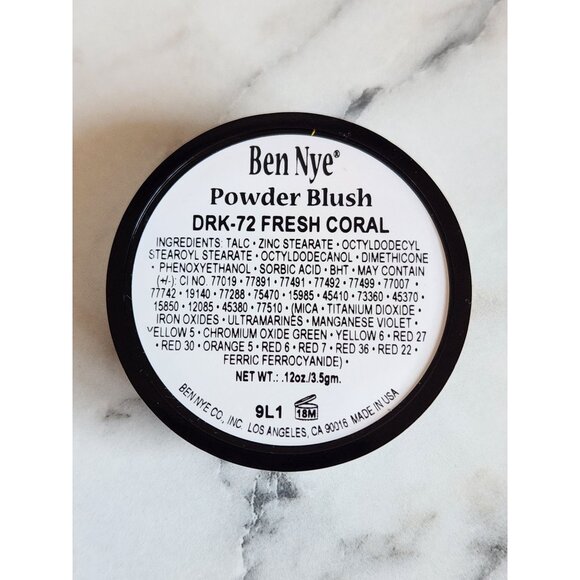 Ben Nye®
Powder Blush
DRK-72 FRESH CORAL
INGREDIENTS: TALC • ZINC STEARATE • OCTYLDODECYL
STEAROYL STEARATE • OCTYLDODECANOL • DIMETHICONE
• PHENOXYETHANOL • SORBIC ACID • BHT • MAY CONTAIN
(+/-): CI NO. 77019 • 77891 • 77491 • 77492 • 77499 • 77007 •
77742 • 19140 • 77288 • 75470 • 15985 • 45410 • 73360 • 45370 •
15850 • 12085 • 45380 • 77510 • (MICA • TITANIUM DIOXIDE •
IRON OXIDES • ULTRAMARINES • MANGANESE VIOLET •
YELLOW 5 • CHROMIUM OXIDE GREEN • YELLOW 6 • RED 27
• RED 30 • ORANGE 5 • RED 6 • RED 7 • RED 36 • RED 22 •
FERRIC FERROCYANIDE) •
NET WT.: .12oz./3.5gm.
9L1 18M
BEN NYE CO., INC. LOS ANGELES, CA 90016 MADE IN USA